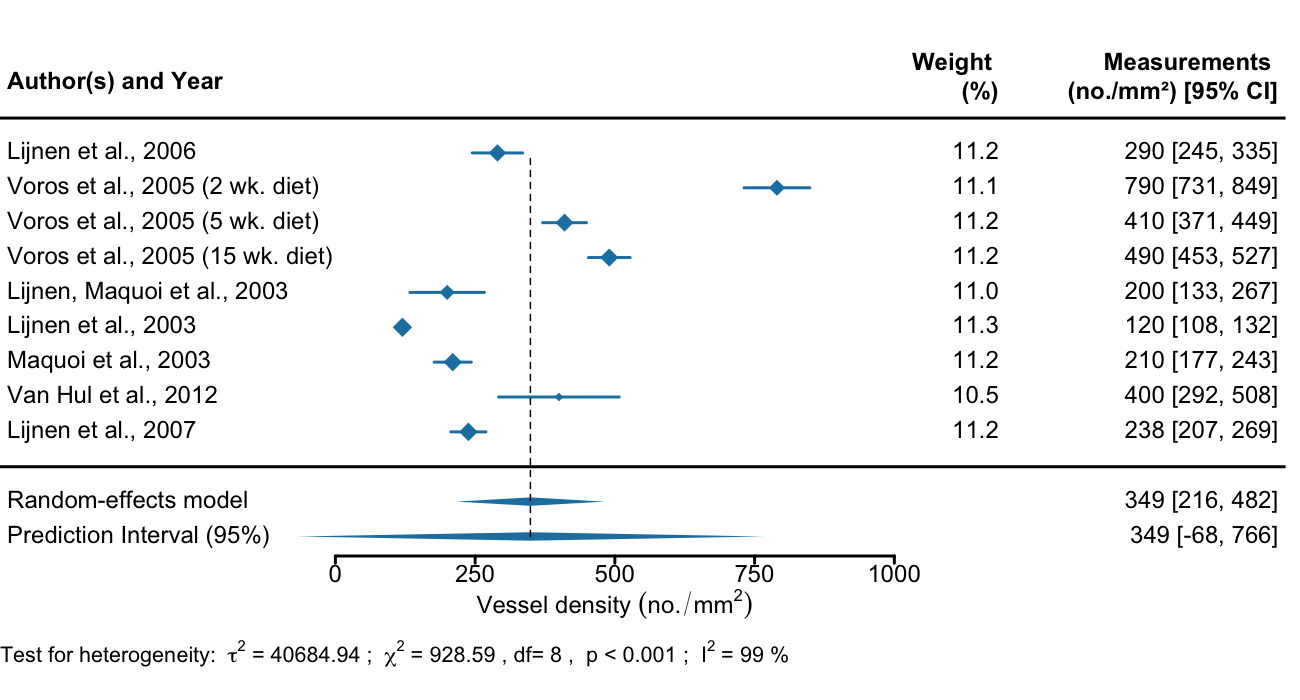 Author(s) and Year Weight (%) Measurements (no./mm²) [95% CI]
Lijnen et al., 2006 11.2 290 [245, 335]
Voros et al., 2005 (2 wk. diet) 11.1 790 [731, 849]
Voros et al., 2005 (5 wk. diet) 11.2 410 [371, 449]
Voros et al., 2005 (15 wk. diet) 11.2 490 [453, 527]
Lijnen, Maquoi et al., 2003 11.0 200 [133, 267]
Lijnen et al., 2003 11.3 120 [108, 132]
Maquoi et al., 2003 11.2 210 [177, 243]
Van Hul et al., 2012 10.5 400 [292, 508]
Lijnen et al., 2007 11.2 238 [207, 269]
Random-effects model 349 [216, 482]
Prediction Interval (95%) 349 [-68, 766]
0 250 500 750 1000
Vessel density (no./mm²)
Test for heterogeneity: τ² = 40684.94 ; χ² = 928.59 , df= 8 , p < 0.001 ; I² = 99 %